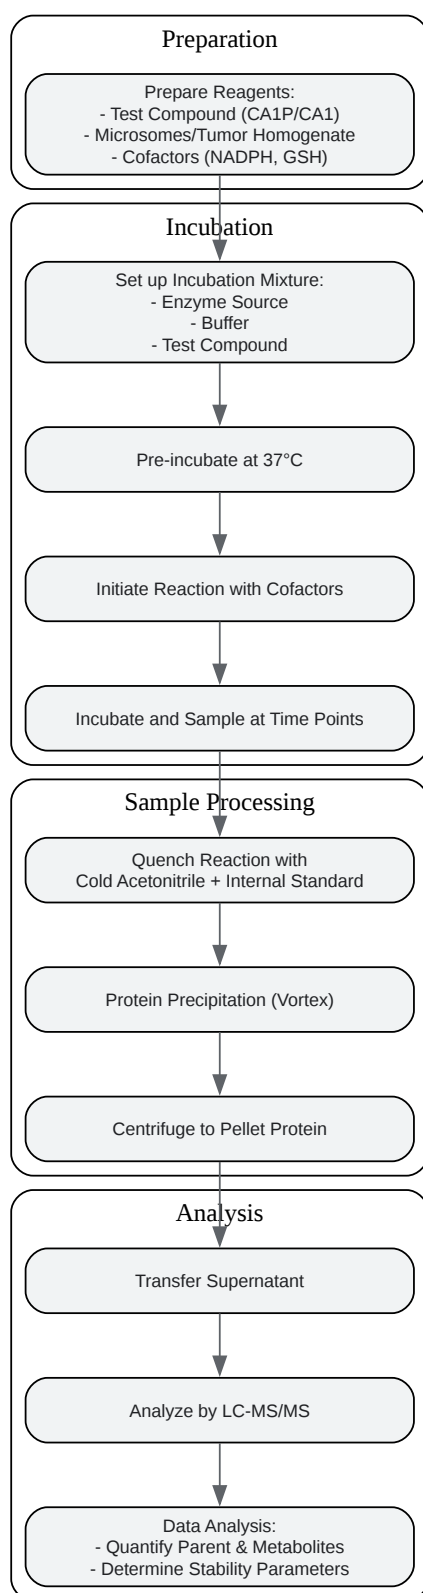 Preparation
Prepare Reagents:
- Test Compound (CA1P/CA1)
- Microsomes/Tumor Homogenate
- Cofactors (NADPH, GSH)
Incubation
Set up Incubation Mixture:
- Enzyme Source
- Buffer
- Test Compound
Pre-incubate at 37°C
Initiate Reaction with Cofactors
Incubate and Sample at Time Points
Sample Processing
Quench Reaction with
Cold Acetonitrile + Internal Standard
Protein Precipitation (Vortex)
Centrifuge to Pellet Protein
Analysis
Transfer Supernatant
Analyze by LC-MS/MS
Data Analysis:
- Quantify Parent & Metabolites
- Determine Stability Parameters